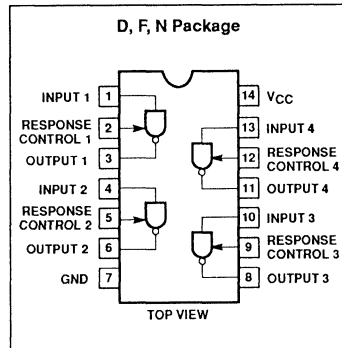 D, F, N Package
INPUT 1
1
RESPONSE
CONTROL 1
2
OUTPUT 1
3
INPUT 2
4
RESPONSE
CONTROL 2
5
OUTPUT 2
6
GND
7
14
VCC
13
INPUT 4
12
RESPONSE
CONTROL 4
11
OUTPUT 4
10
INPUT 3
9
RESPONSE
CONTROL 3
8
OUTPUT 3
TOP VIEW